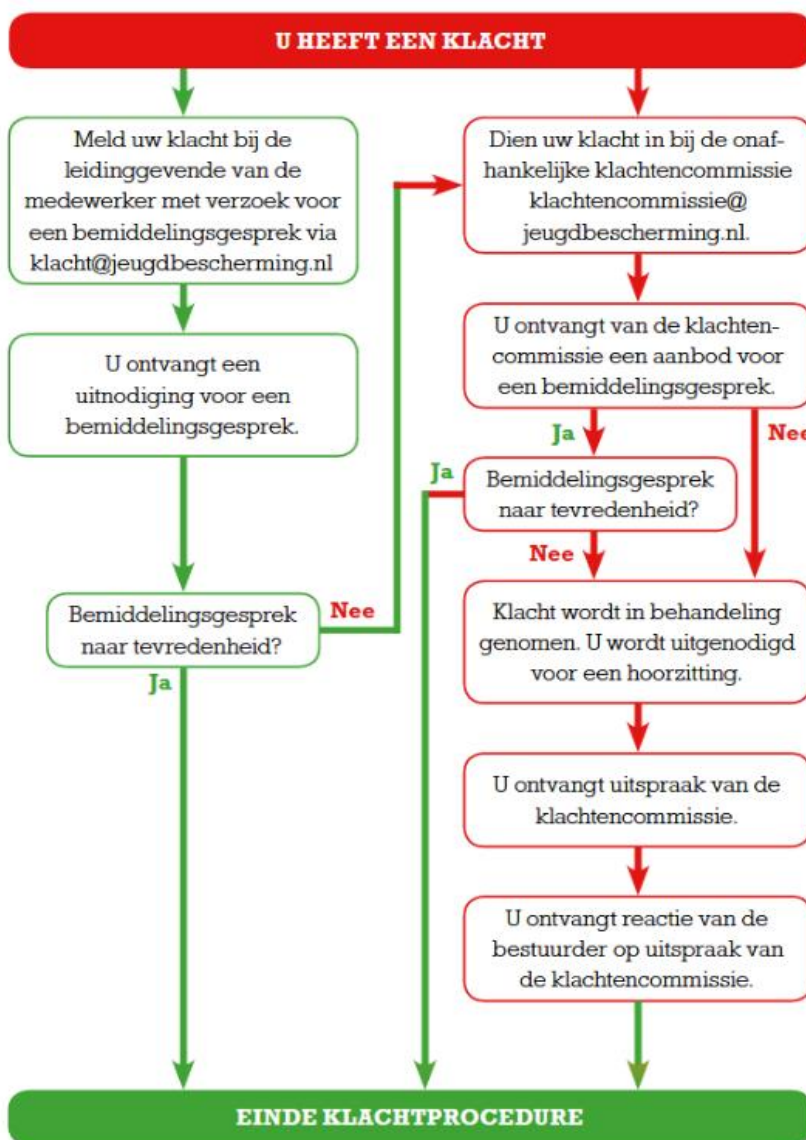 U HEEFT EEN KLACHT
Meld uw klacht bij de
leidinggevende van de
medewerker met verzoek voor
een bemiddelingsgesprek via
klacht@jeugdbescherming.nl
U ontvangt een
uitnodiging voor een
bemiddelingsgesprek.
Bemiddelingsgesprek
naar tevredenheid?
Nee
Ja
Dien uw klacht in bij de onaf-
hankelijke klachtencommissie
klachtencommissie@
jeugdbescherming.nl.
U ontvangt van de klachten-
commissie een aanbod voor
een bemiddelingsgesprek.
Ja
Nee
Ja
Bemiddelingsgesprek
naar tevredenheid?
Nee
Klacht wordt in behandeling
genomen. U wordt uitgenodigd
voor een hoorzitting.
U ontvangt uitspraak van de
klachtencommissie.
U ontvangt reactie van de
bestuurder op uitspraak van
de klachtencommissie.
EINDE KLACHTPROCEDURE